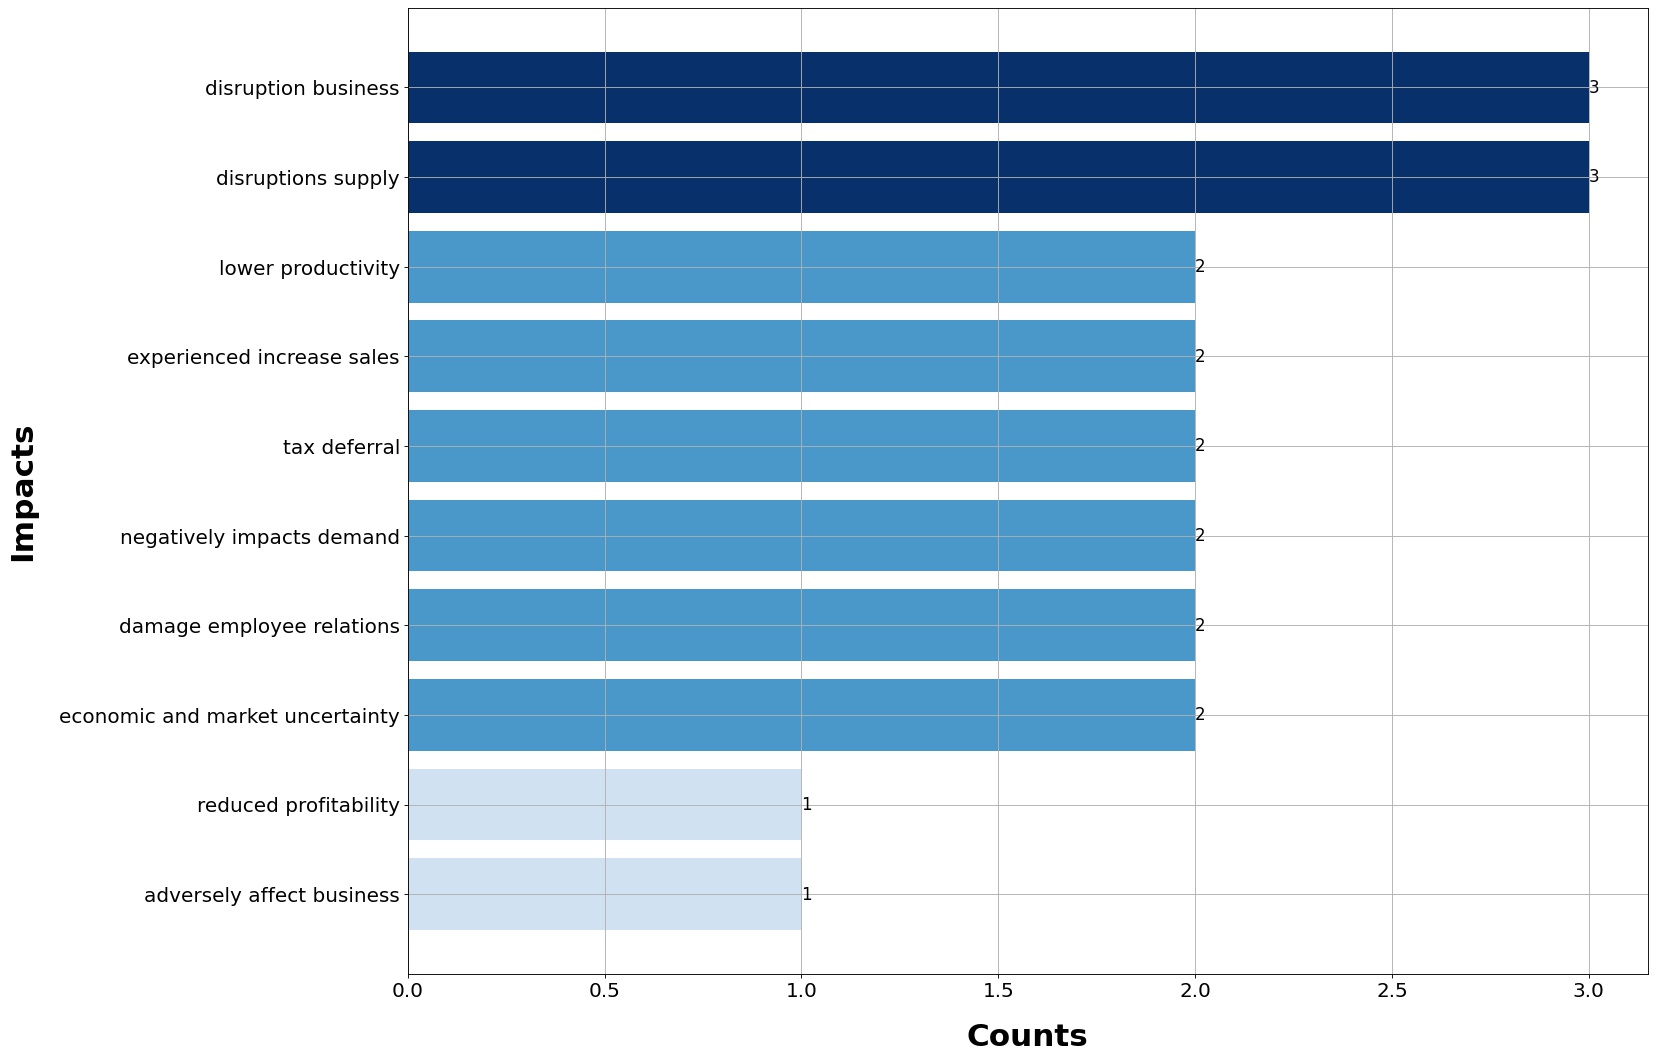 disruption business
3
disruptions supply
3
lower productivity
2
experienced increase sales
2
tax deferral
2
negatively impacts demand
2
damage employee relations
2
economic and market uncertainty
2
reduced profitability
1
adversely affect business
1
Impacts
0.0 0.5 1.0 1.5 2.0 2.5 3.0
Counts